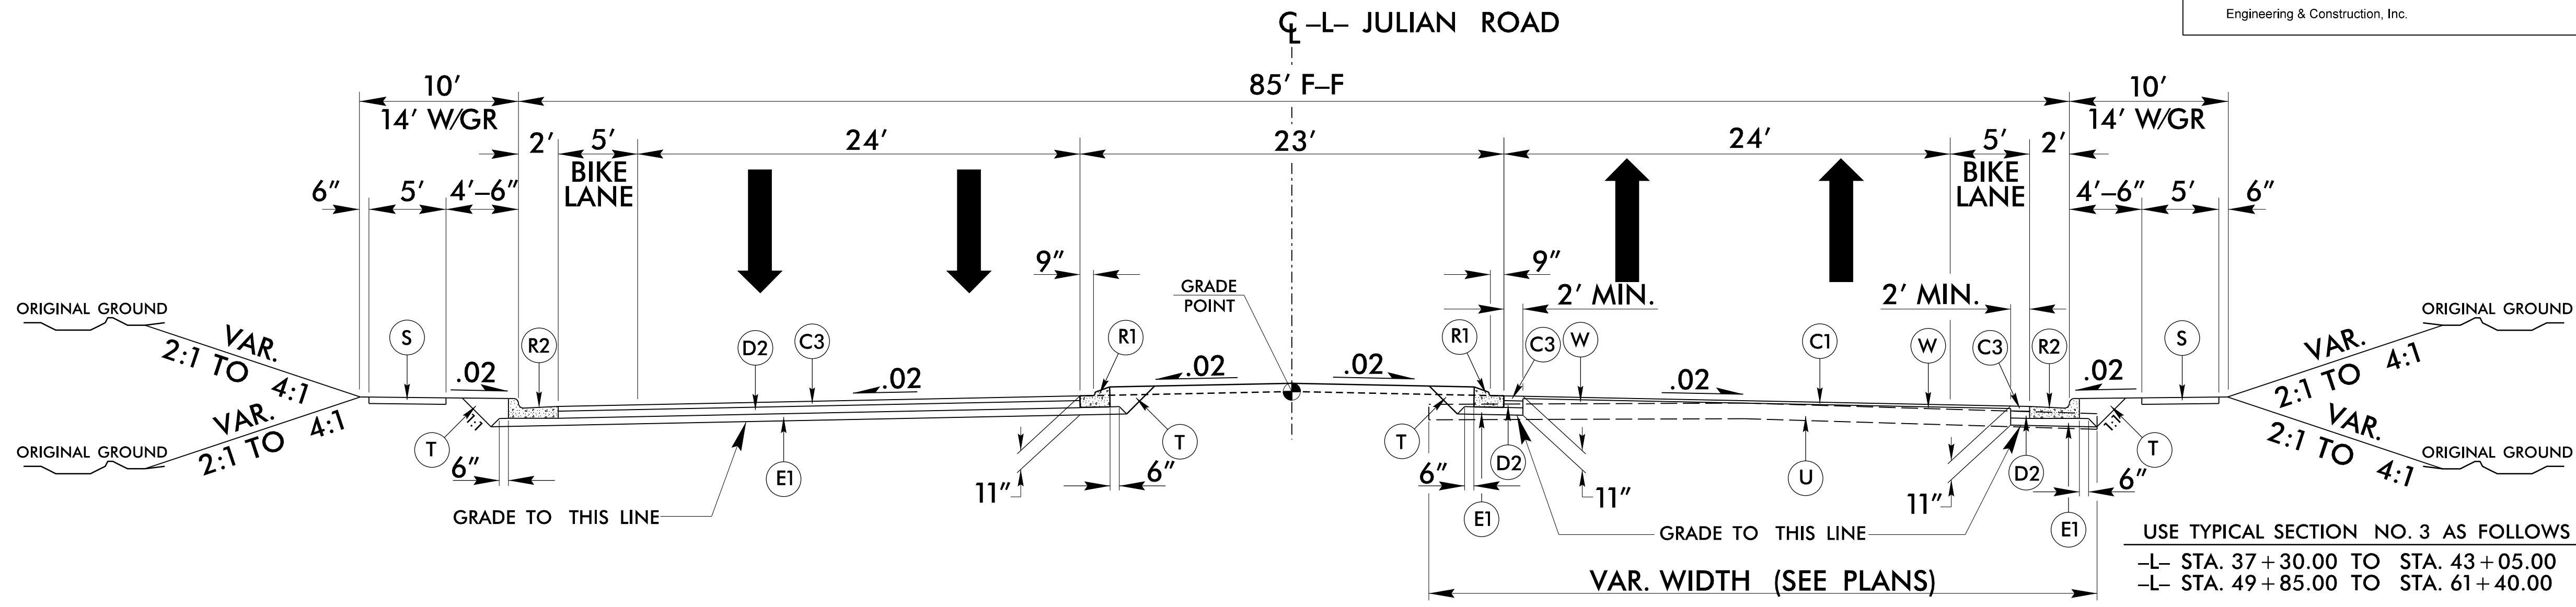 Engineering & Construction, Inc.
℄ –L– JULIAN ROAD
10' 85' F–F 10'
14' W/GR 14' W/GR
2' 5' 24' 23' 24' 5' 2'
BIKE LANE BIKE LANE
6" 5' 4'–6" 4'–6" 5' 6"
9" 9"
GRADE POINT
2' MIN. 2' MIN.
ORIGINAL GROUND ORIGINAL GROUND
VAR. VAR.
2:1 TO 4:1 2:1 TO 4:1
S R2 D2 C3 R1 R1 C3 W C1 W C3 R2 S
.02 .02 .02 .02 .02 .02
VAR. VAR.
2:1 TO 4:1 2:1 TO 4:1
1:1 1:1
ORIGINAL GROUND ORIGINAL GROUND
T T T T
6" E1 6" 6" D2 U D2 6"
11" 11" 11"
E1 E1
GRADE TO THIS LINE GRADE TO THIS LINE
VAR. WIDTH (SEE PLANS)
USE TYPICAL SECTION NO. 3 AS FOLLOWS
–L– STA. 37+30.00 TO STA. 43+05.00
–L– STA. 49+85.00 TO STA. 61+40.00